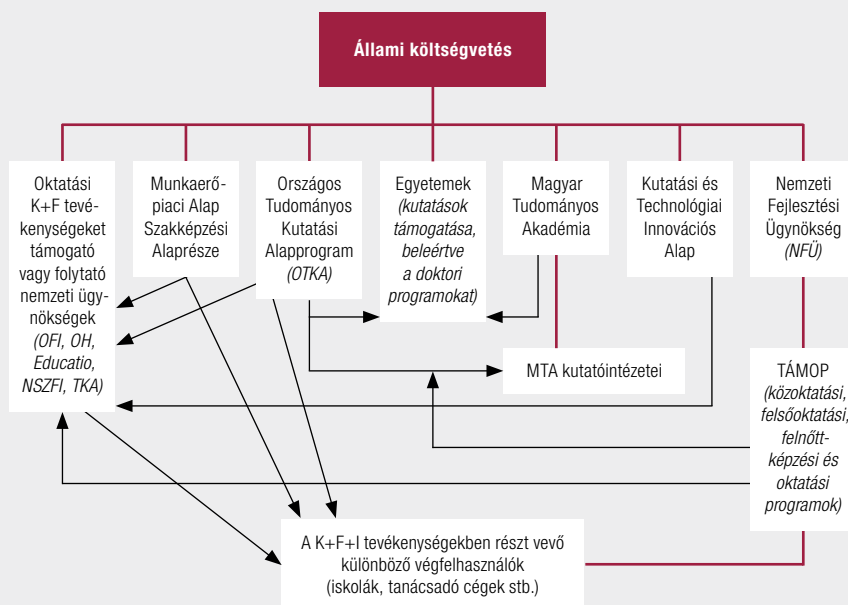 Állami költségvetés
Oktatási
K+F tevé-
kenységeket
támogató
vagy folytató
nemzeti ügy-
nökségek
(OFI, OH,
Educatio,
NSZFI, TKA)
Munkaerő-
piaci Alap
Szakképzési
Alaprésze
Országos
Tudományos
Kutatási
Alapprogram
(OTKA)
Egyetemek
(kutatások
támogatása,
beleértve
a doktori
programokat)
Magyar
Tudományos
Akadémia
Kutatási és
Technológiai
Innovációs
Alap
Nemzeti
Fejlesztési
Ügynökség
(NFÜ)
MTA kutatóintézetei
TÁMOP
(közoktatási,
felsőoktatási,
felnőtt-
képzési és
oktatási
programok)
A K+F+I tevékenységekben részt vevő
különböző végfelhasználók
(iskolák, tanácsadó cégek stb.)